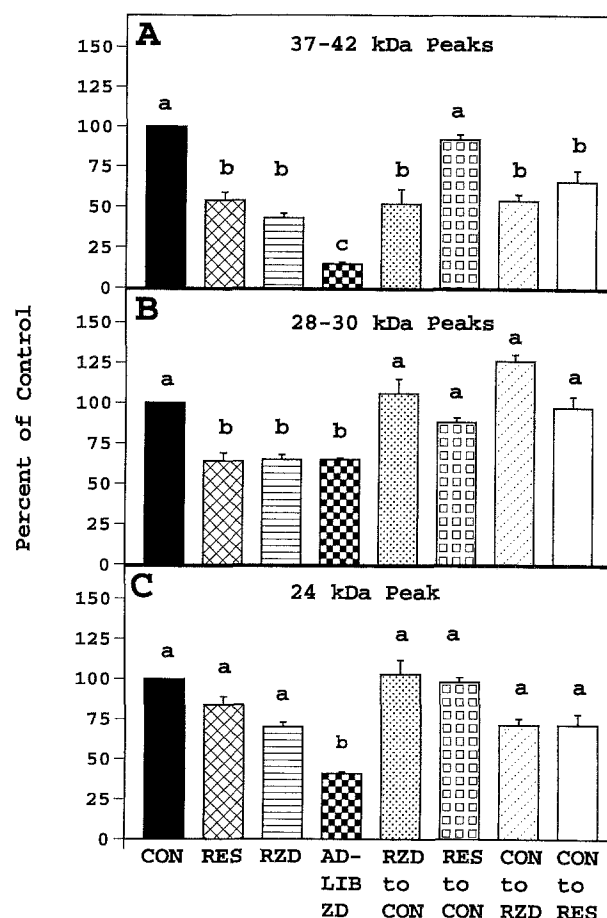 Percent of Control
A
37-42 kDa Peaks
150
125
100
75
50
25
0
a
b
b
c
b
a
b
b
B
28-30 kDa Peaks
150
125
100
75
50
25
0
a
b
b
b
a
a
a
a
C
24 kDa Peak
150
125
100
75
50
25
0
a
a
a
b
a
a
a
a
CON RES RZD AD- RZD RES CON CON
LIB to to to to
ZD CON CON RZD RES